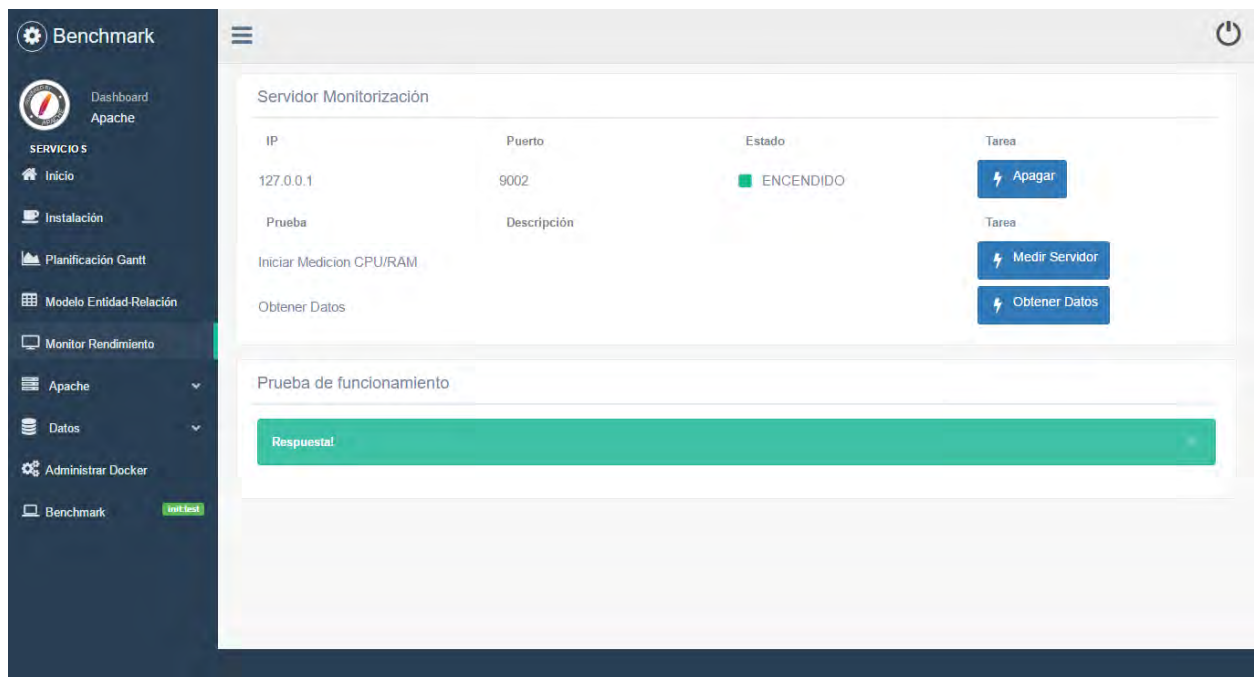 Benchmark
Dashboard
Apache
SERVICIOS
Inicio
Instalación
Planificación Gantt
Modelo Entidad-Relación
Monitor Rendimiento
Apache
Datos
Administrar Docker
Benchmark init:test
Servidor Monitorización
IP Puerto Estado Tarea
127.0.0.1 9002 ENCENDIDO Apagar
Prueba Descripción Tarea
Iniciar Medicion CPU/RAM Medir Servidor
Obtener Datos Obtener Datos
Prueba de funcionamiento
Respuesta!